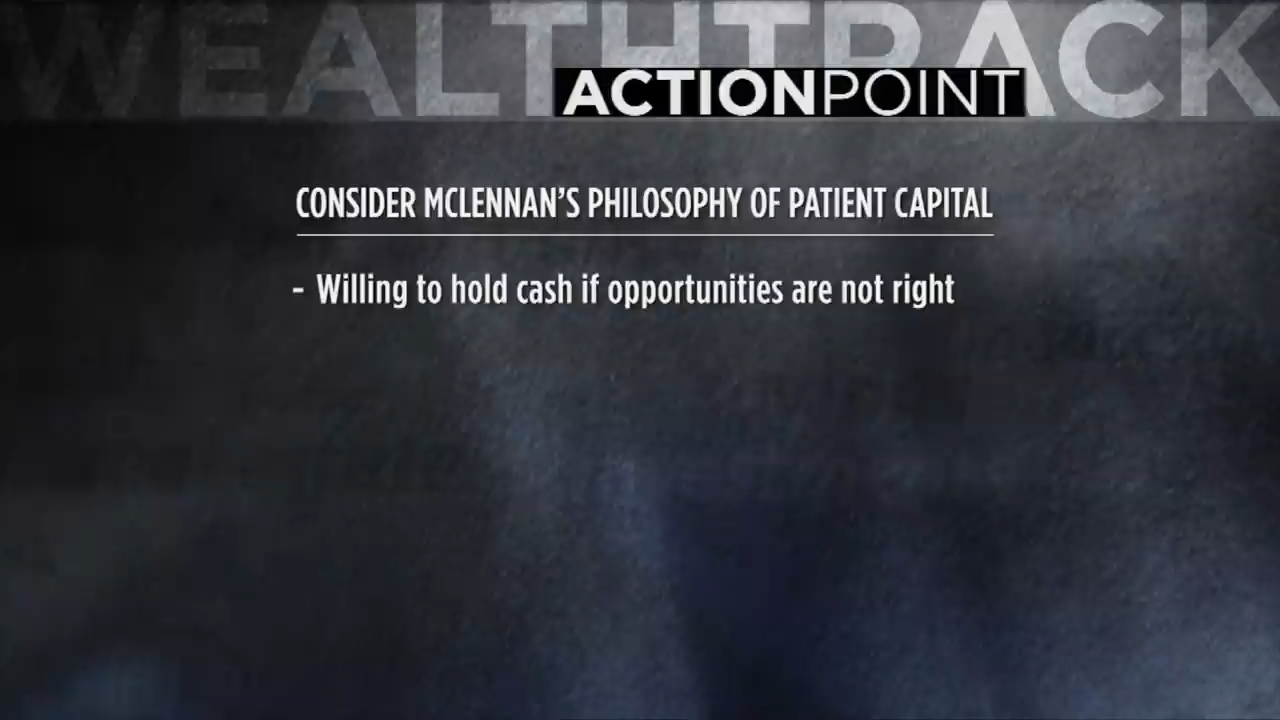 WEALTHTRACK
ACTIONPOINT
CONSIDER MCLENNAN'S PHILOSOPHY OF PATIENT CAPITAL
- Willing to hold cash if opportunities are not right